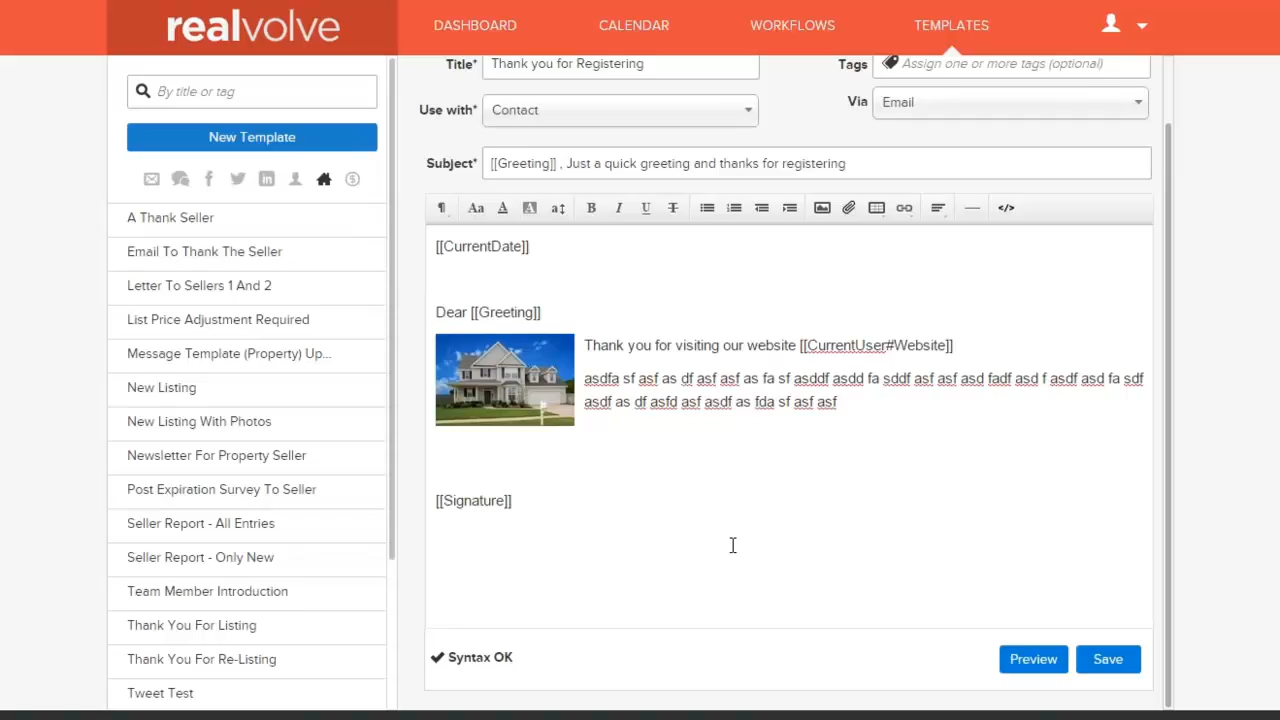 realvolve
DASHBOARD
CALENDAR
WORKFLOWS
TEMPLATES
By title or tag
New Template
A Thank Seller
Email To Thank The Seller
Letter To Sellers 1 And 2
List Price Adjustment Required
Message Template (Property) Up...
New Listing
New Listing With Photos
Newsletter For Property Seller
Post Expiration Survey To Seller
Seller Report - All Entries
Seller Report - Only New
Team Member Introduction
Thank You For Listing
Thank You For Re-Listing
Tweet Test
Title* Thank you for Registering
Tags Assign one or more tags (optional)
Use with* Contact
Via Email
Subject* [[Greeting]] , Just a quick greeting and thanks for registering
[[CurrentDate]]
Dear [[Greeting]]
Thank you for visiting our website [[CurrentUser#Website]]
asdfa sf asf as df asf asf as fa sf asddf asdd fa sddf asf asf asd fadf asd f asdf asd fa sdf
asdf as df asfd asf asdf as fda sf asf asf
[[Signature]]
Syntax OK
Preview
Save